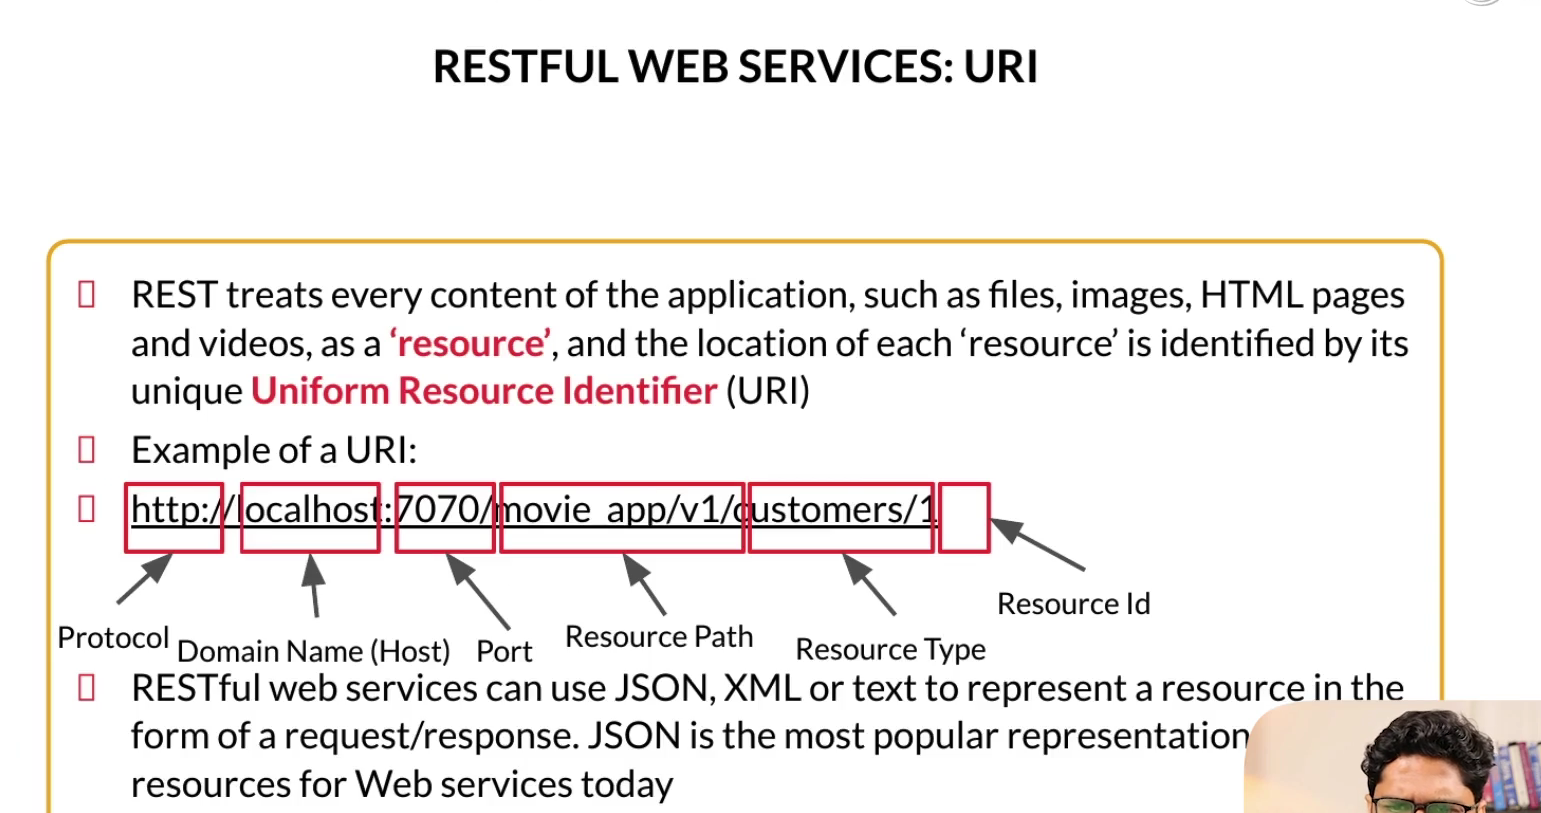 RESTFUL WEB SERVICES: URI
REST treats every content of the application, such as files, images, HTML pages
and videos, as a ‘resource’, and the location of each ‘resource’ is identified by its
unique Uniform Resource Identifier (URI)
Example of a URI:
http://localhost:7070/movie_app/v1/customers/1
Resource Id
Protocol
Domain Name (Host)
Port
Resource Path
Resource Type
RESTful web services can use JSON, XML or text to represent a resource in the
form of a request/response. JSON is the most popular representation
resources for Web services today